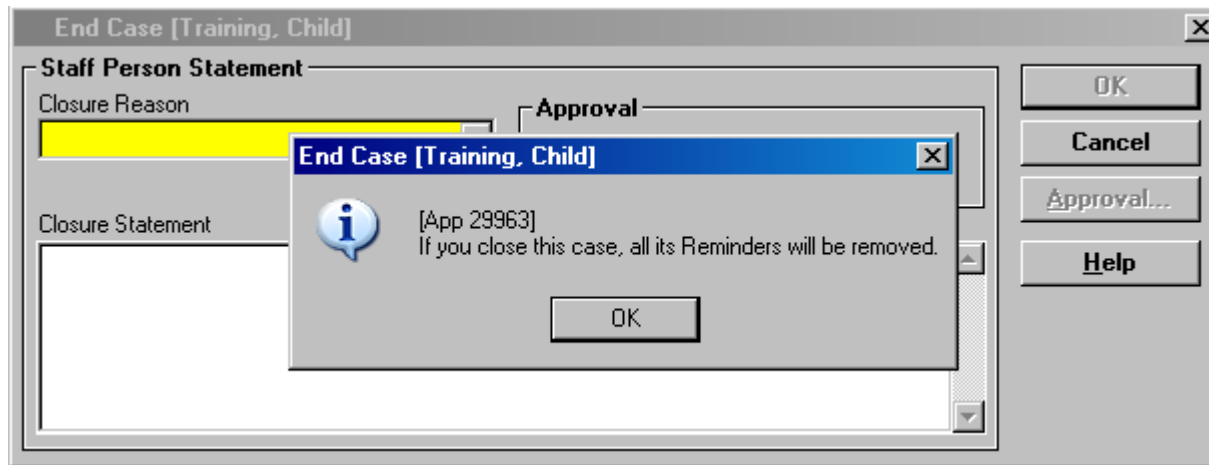 End Case [Training, Child]
Staff Person Statement
Closure Reason
Approval
OK
Cancel
Approval...
Help
End Case [Training, Child]
[App 29963]
If you close this case, all its Reminders will be removed.
OK
Closure Statement